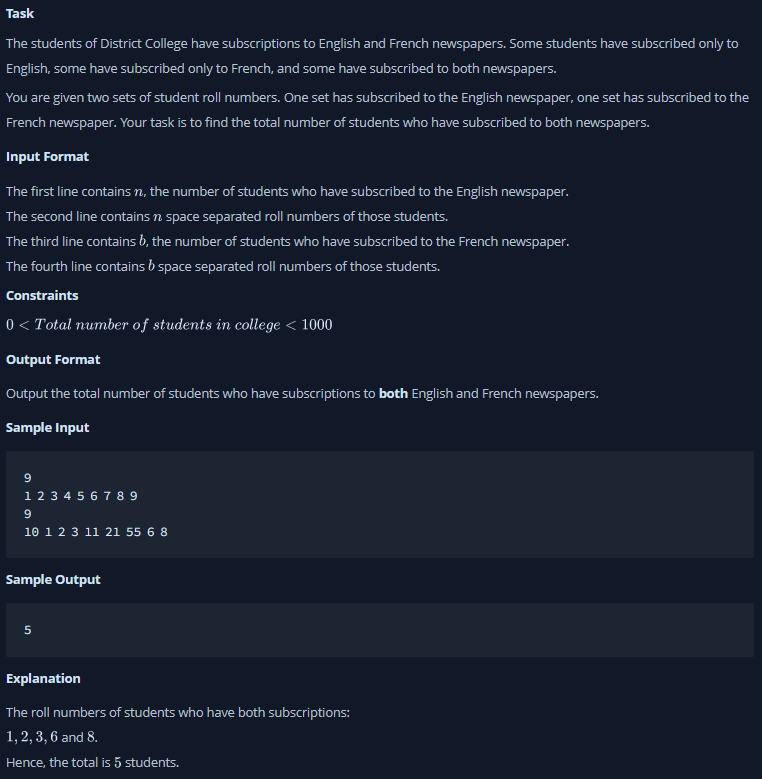 Task
The students of District College have subscriptions to English and French newspapers. Some students have subscribed only to
English, some have subscribed only to French, and some have subscribed to both newspapers.
You are given two sets of student roll numbers. One set has subscribed to the English newspaper, one set has subscribed to the
French newspaper. Your task is to find the total number of students who have subscribed to both newspapers.
Input Format
The first line contains n, the number of students who have subscribed to the English newspaper.
The second line contains n space separated roll numbers of those students.
The third line contains b, the number of students who have subscribed to the French newspaper.
The fourth line contains b space separated roll numbers of those students.
Constraints
0 < Total number of students in college < 1000
Output Format
Output the total number of students who have subscriptions to both English and French newspapers.
Sample Input
9
1 2 3 4 5 6 7 8 9
9
10 1 2 3 11 21 55 6 8
Sample Output
5
Explanation
The roll numbers of students who have both subscriptions:
1, 2, 3, 6 and 8.
Hence, the total is 5 students.